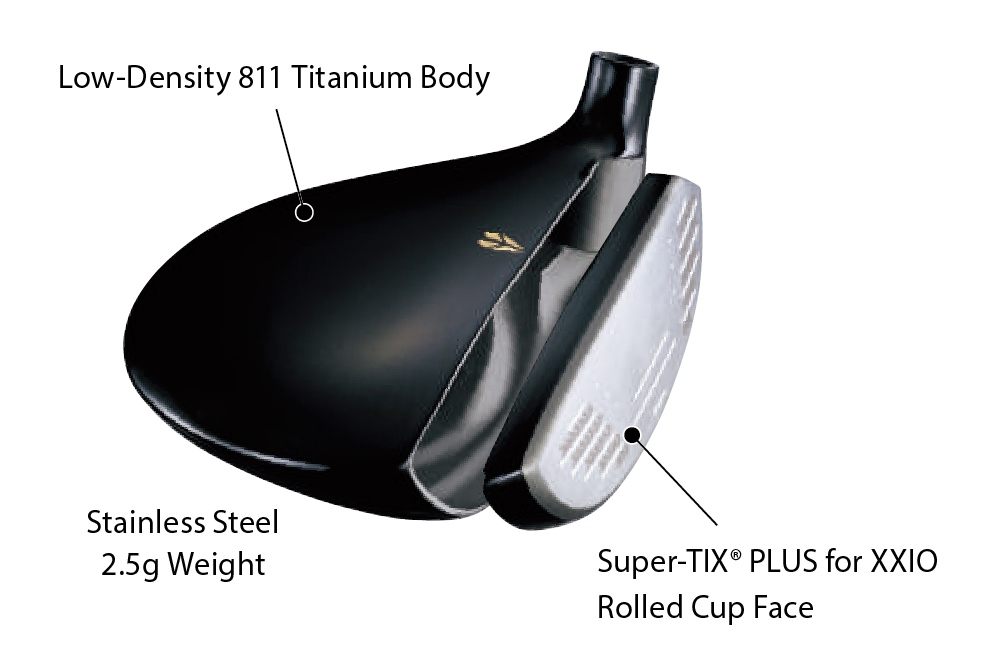 Low-Density 811 Titanium Body
Stainless Steel
2.5g Weight
Super-TIX® PLUS for XXIO
Rolled Cup Face